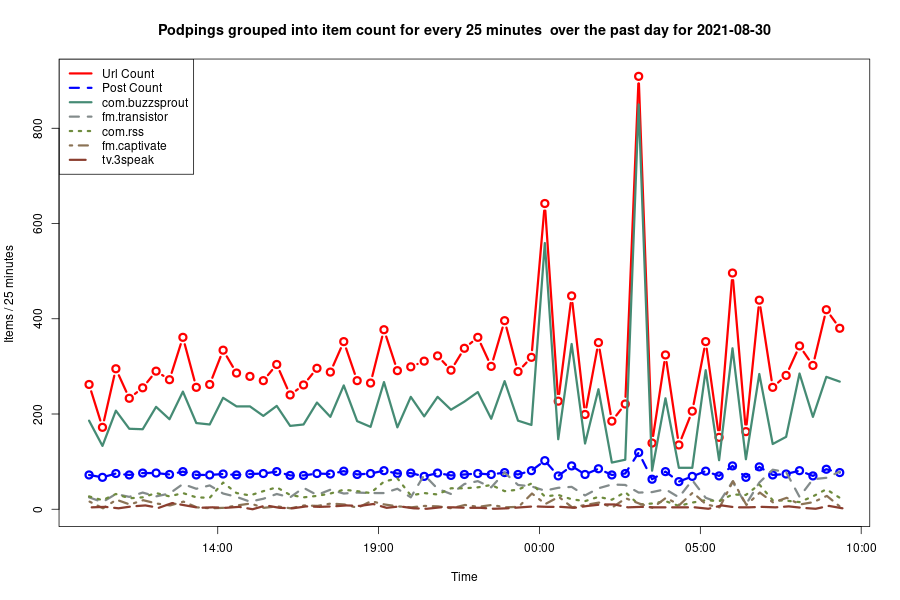 Podpings grouped into item count for every 25 minutes  over the past day for 2021-08-30
Url Count
Post Count
com.buzzsprout
fm.transistor
com.rss
fm.captivate
tv.3speak
800
600
400
200
0
Items / 25 minutes
14:00
19:00
00:00
05:00
10:00
Time